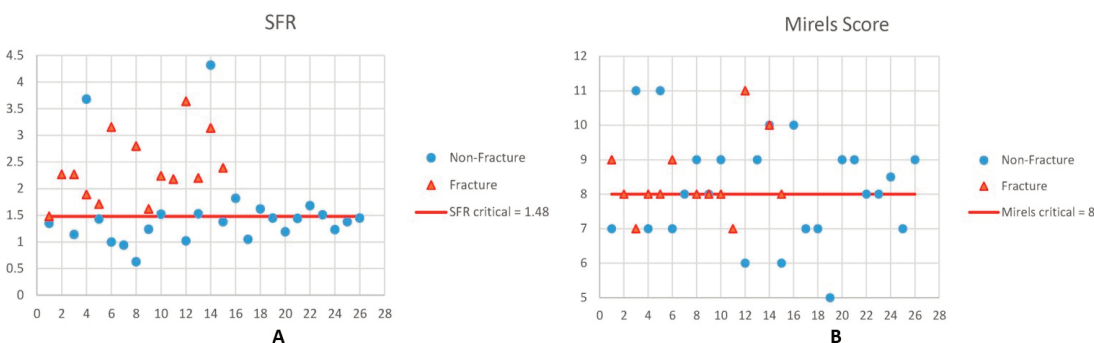 SFR
4.5
4
3.5
3
2.5
2
1.5
1
0.5
0
0 2 4 6 8 10 12 14 16 18 20 22 24 26 28
Non-Fracture
Fracture
SFR critical = 1.48
A
Mirels Score
12
11
10
9
8
7
6
5
0 2 4 6 8 10 12 14 16 18 20 22 24 26 28
Non-Fracture
Fracture
Mirels critical = 8
B